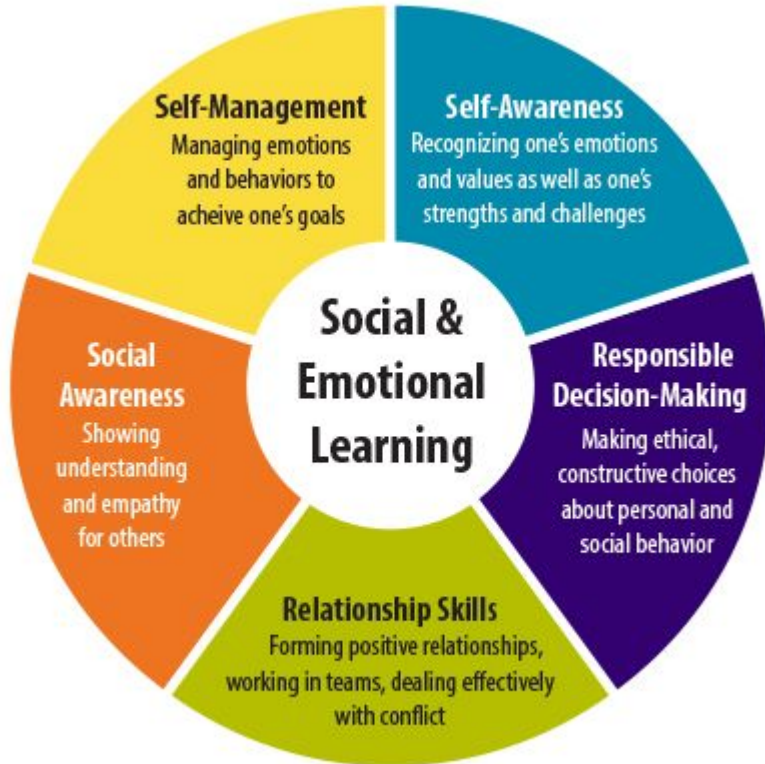 Self-Management
Managing emotions
and behaviors to
acheive one's goals
Self-Awareness
Recognizing one's emotions
and values as well as one's
strengths and challenges
Social &
Emotional
Learning
Social
Awareness
Showing
understanding
and empathy
for others
Responsible
Decision-Making
Making ethical,
constructive choices
about personal and
social behavior
Relationship Skills
Forming positive relationships,
working in teams, dealing effectively
with conflict